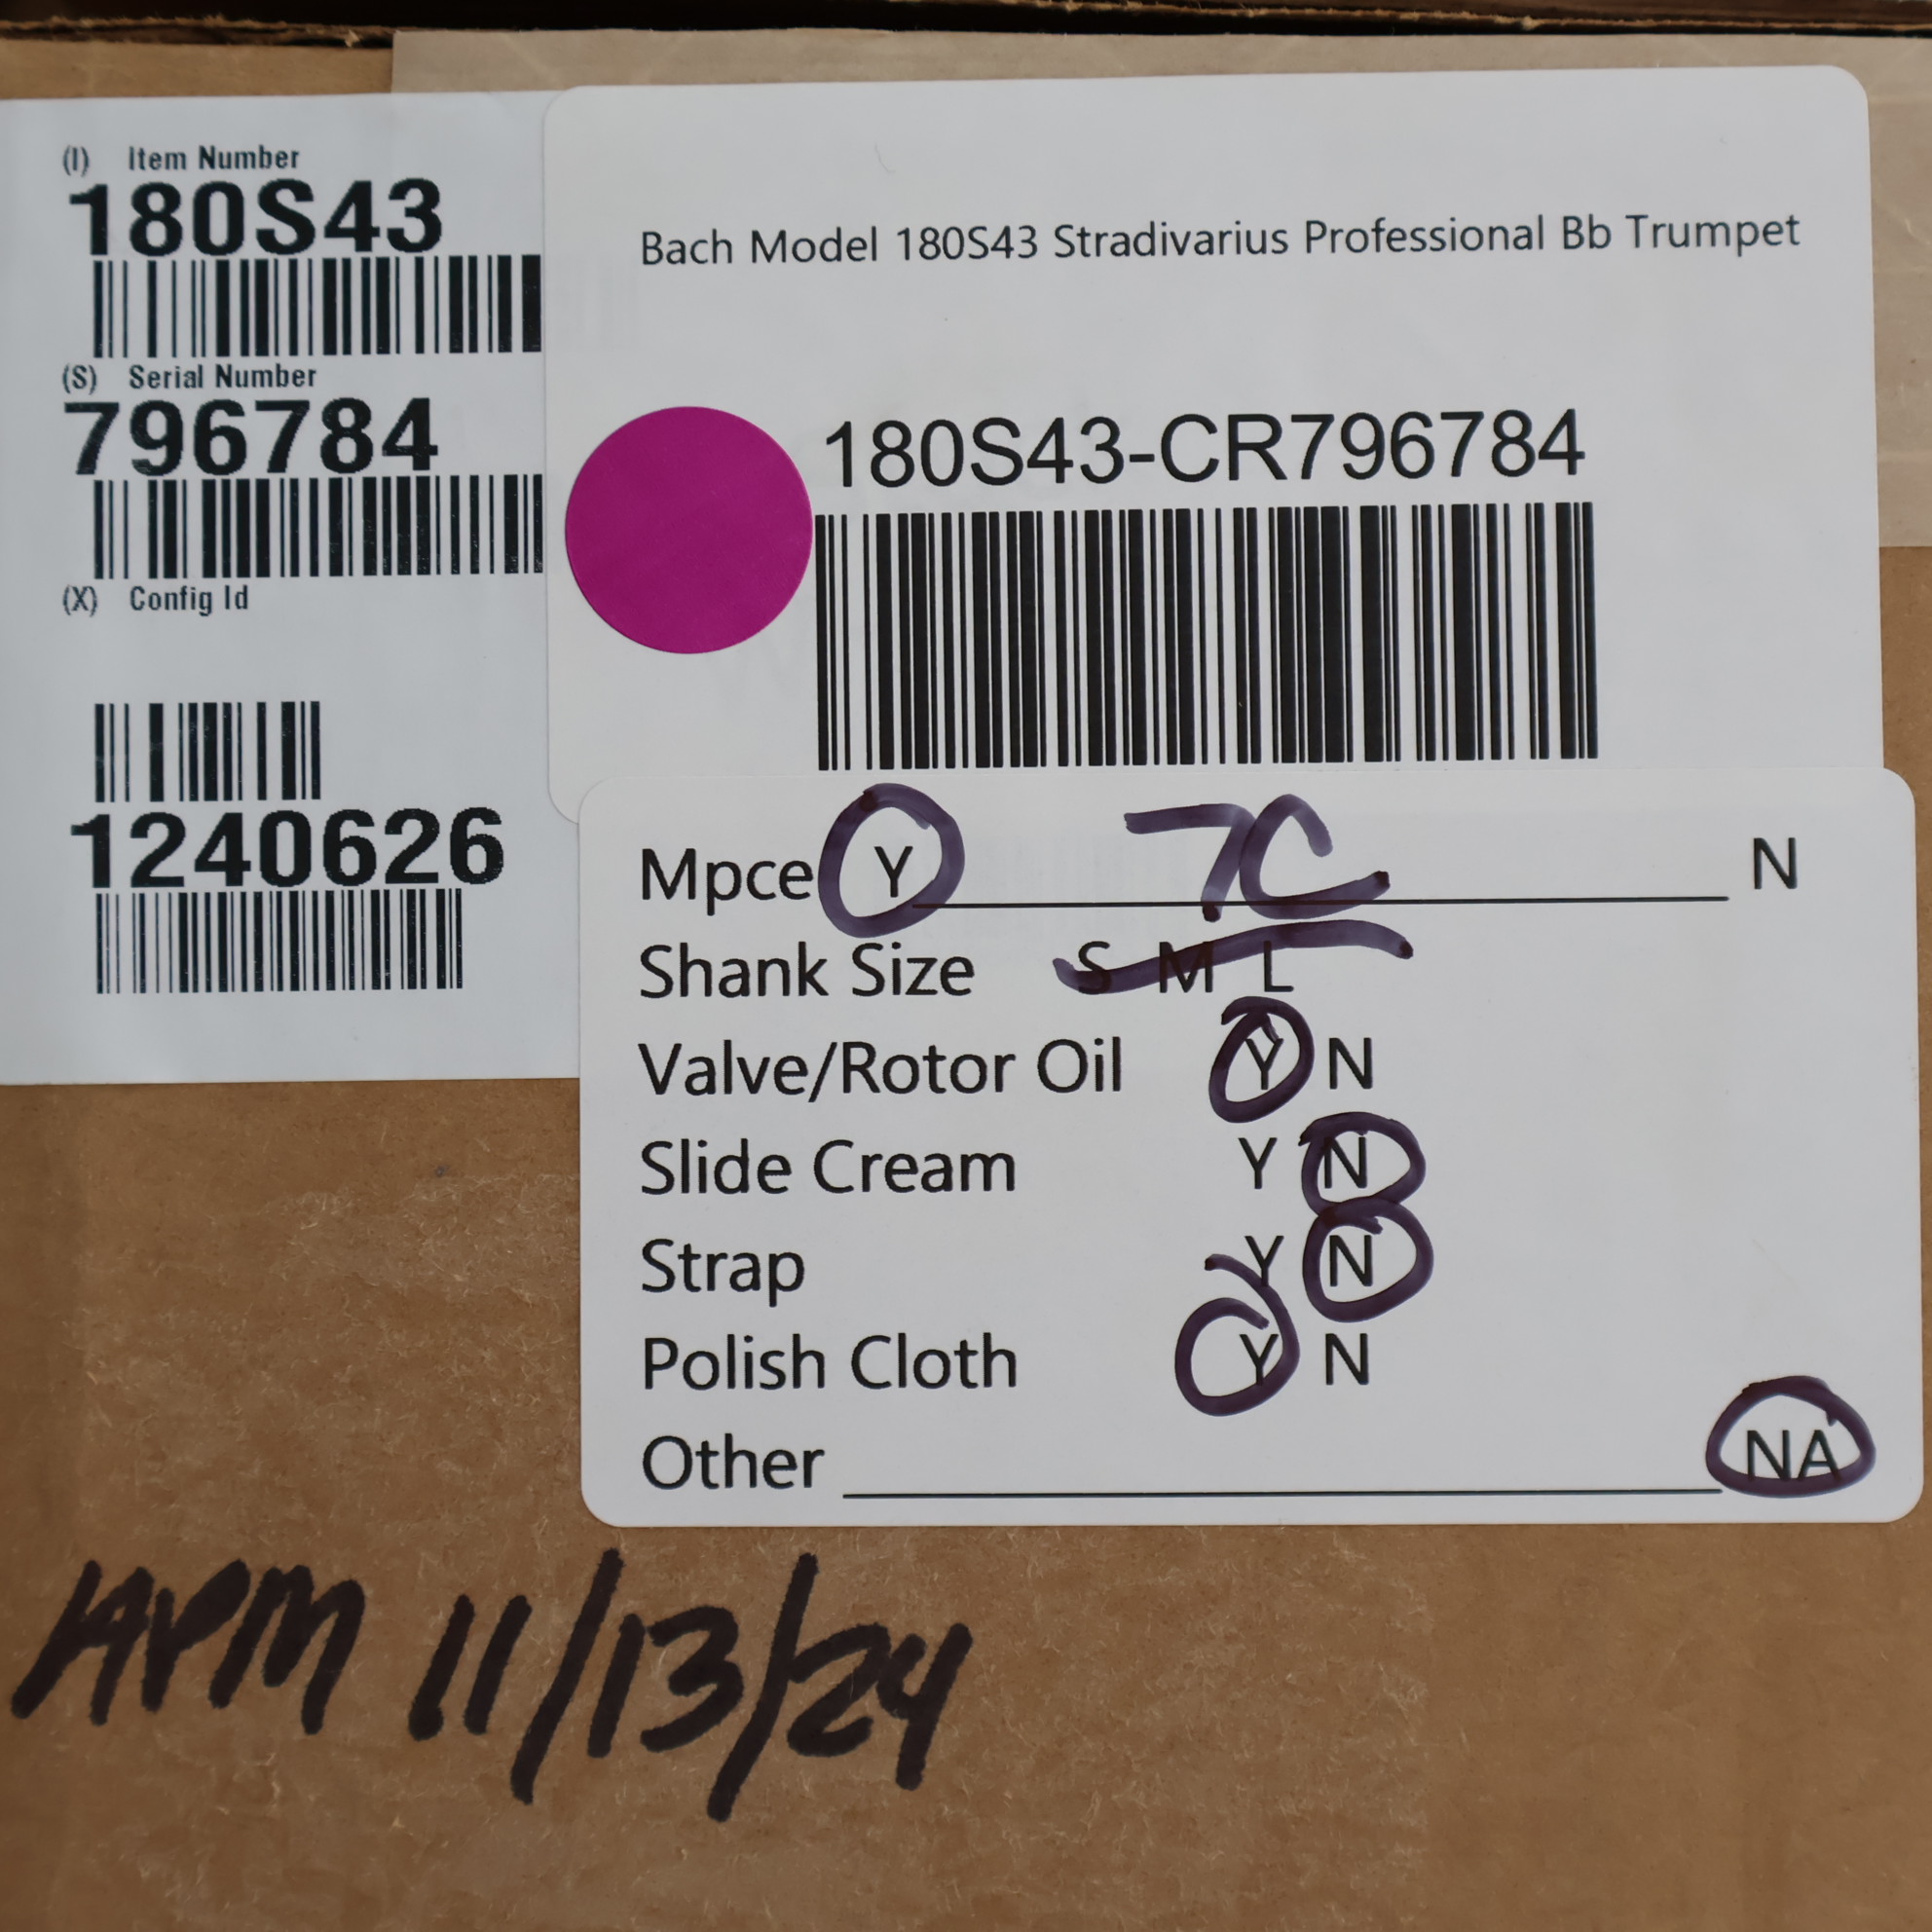 (I) Item Number
180S43
(S) Serial Number
796784
(X) Config Id
1240626
Bach Model 180S43 Stradivarius Professional Bb Trumpet
180S43-CR796784
Mpce Y 7C N
Shank Size S M L
Valve/Rotor Oil Y N
Slide Cream Y N
Strap Y N
Polish Cloth Y N
Other NA
11/13/24